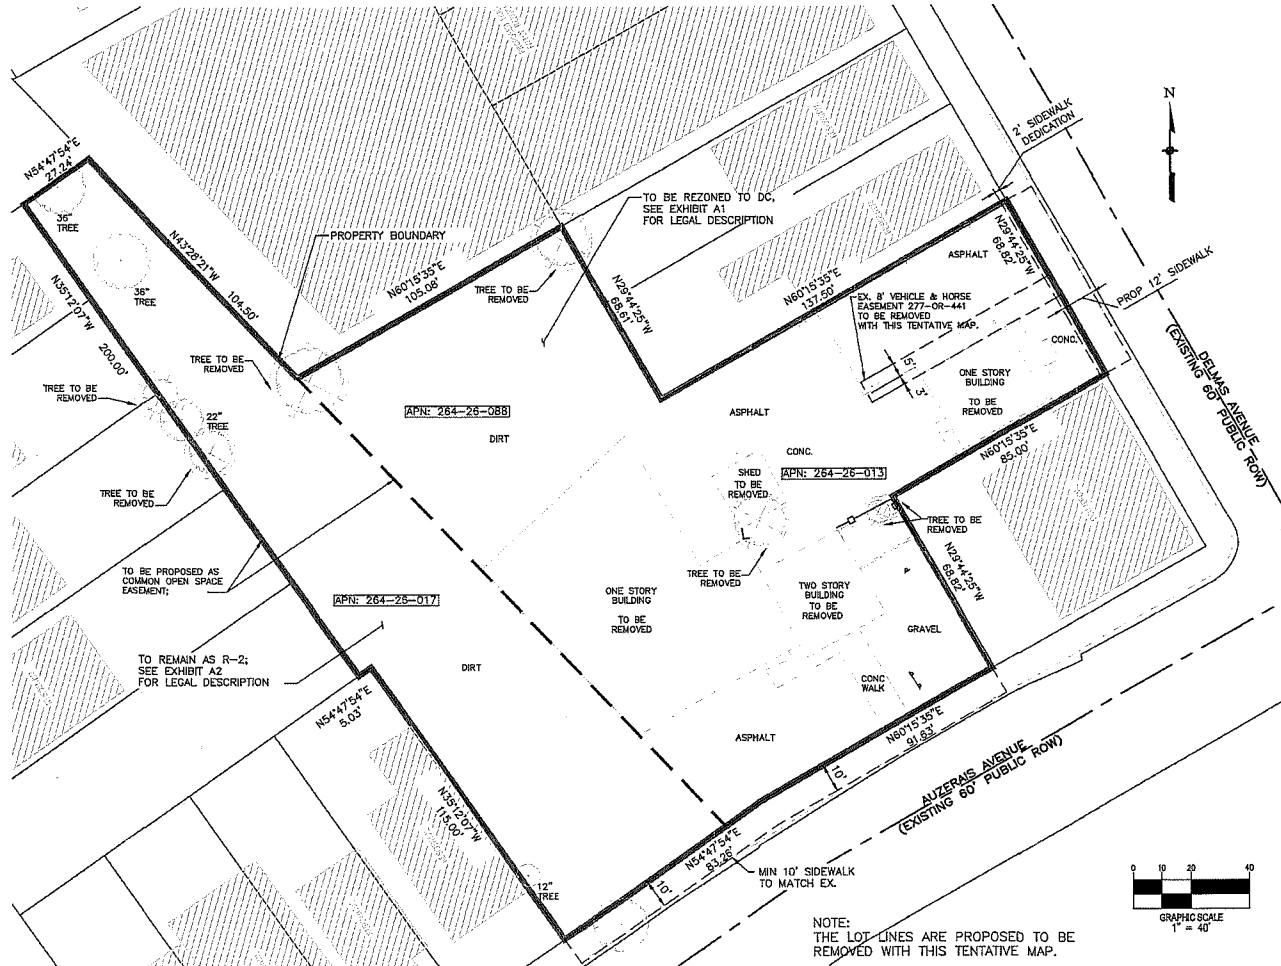 N
2' SIDEWALK
DEDICATION
N54°47'54"E
27.24'
36"
TREE
36"
TREE
N43°28'21"W
104.50'
PROPERTY BOUNDARY
TO BE REZONED TO DC,
SEE EXHIBIT A1
FOR LEGAL DESCRIPTION
N60°15'35"E
105.08'
TREE TO BE
REMOVED
N29°44'25"W
68.61'
N60°15'35"E
137.50'
ASPHALT
N29°44'25"W
68.82'
PROP 12' SIDEWALK
EX. 8' VEHICLE & HORSE
EASEMENT 277-OR-441
TO BE REMOVED
WITH THIS TENTATIVE MAP.
5'
3'
CONC.
ONE STORY
BUILDING
TO BE
REMOVED
DELMAS AVENUE
(EXISTING 60' PUBLIC ROW)
N35°12'07"W
200.00'
TREE TO BE
REMOVED
TREE TO BE
REMOVED
22"
TREE
TREE TO BE
REMOVED
APN: 264-26-088
DIRT
ASPHALT
CONC.
SHED
TO BE
REMOVED
APN: 264-26-013
N60°15'35"E
85.00'
TREE TO BE
REMOVED
TREE TO BE
REMOVED
N29°44'25"W
68.82'
TO BE PROPOSED AS
COMMON OPEN SPACE
EASEMENT;
APN: 264-26-017
ONE STORY
BUILDING
TO BE
REMOVED
TWO STORY
BUILDING
TO BE
REMOVED
GRAVEL
TO REMAIN AS R-2;
SEE EXHIBIT A2
FOR LEGAL DESCRIPTION
DIRT
CONC
WALK
N54°47'54"E
5.03'
ASPHALT
N60°15'35"E
91.63'
10'
AUZERAIS AVENUE
(EXISTING 60' PUBLIC ROW)
N35°12'07"W
115.00'
N54°47'54"E
83.26'
10'
MIN 10' SIDEWALK
TO MATCH EX.
12"
TREE
0 10 20 40
GRAPHIC SCALE
1" = 40'
NOTE:
THE LOT LINES ARE PROPOSED TO BE
REMOVED WITH THIS TENTATIVE MAP.